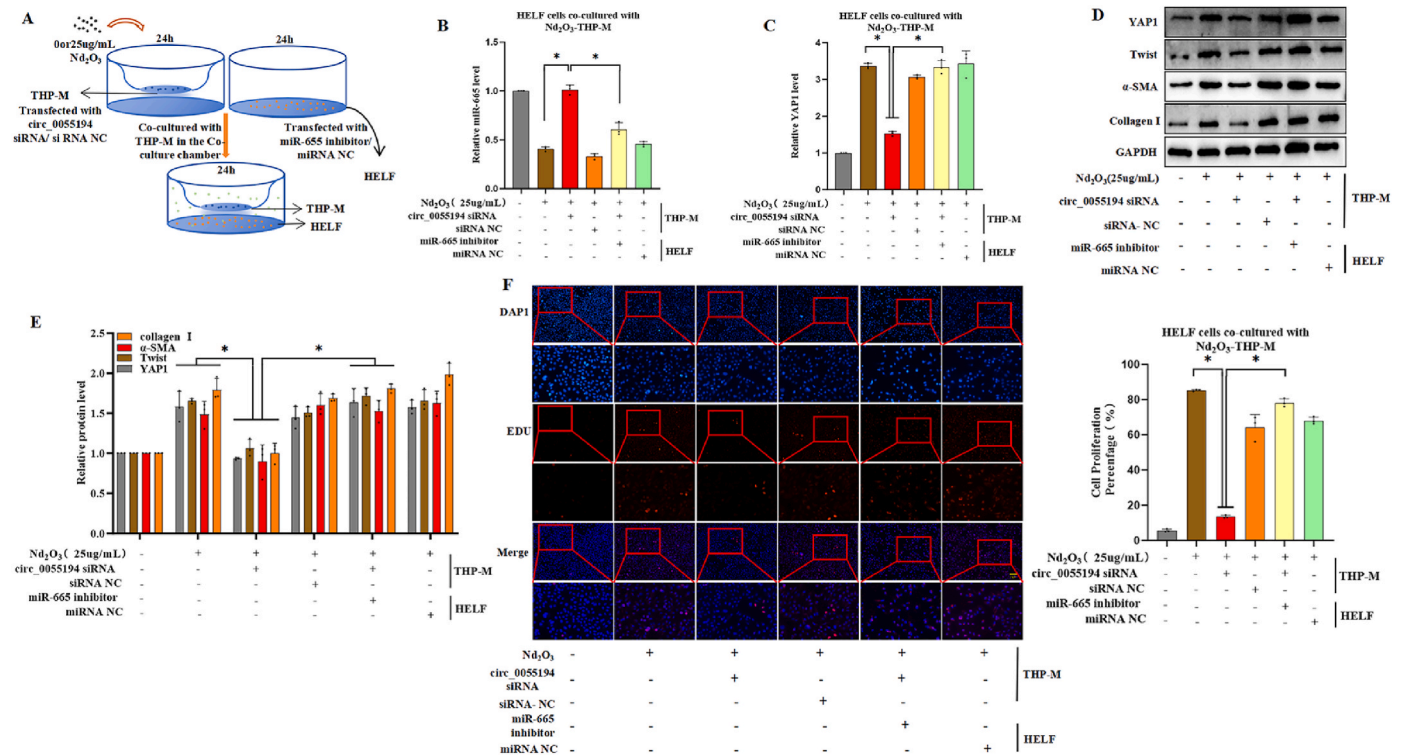 A
0or25ug/mL
Nd₂O₃
24h
24h
THP-M
Transfected with
circ_0055194
siRNA/ si RNA NC
Co-cultured with
THP-M in the Co-
culture chamber
Transfected with
miR-655 inhibitor/
miRNA NC
HELF
24h
THP-M
HELF
B
HELF cells co-cultured with
Nd₂O₃-THP-M
Relative miR-665 level
1.5
1.0
0.5
0.0
*
*
Nd₂O₃( 25ug/mL) - + + + + +
circ_0055194 siRNA - - + - + -
siRNA NC - - - + - -
miR-665 inhibitor - - - - + -
miRNA NC - - - - - +
THP-M
HELF
C
HELF cells co-cultured with
Nd₂O₃-THP-M
Relative YAP1 level
4
3
2
1
0
*
*
Nd₂O₃( 25ug/mL) - + + + + +
circ_0055194 siRNA - - + - + -
siRNA NC - - - + - -
miR-665 inhibitor - - - - + -
miRNA NC - - - - - +
THP-M
HELF
D
YAP1
Twist
α-SMA
Collagen I
GAPDH
Nd₂O₃(25ug/mL) - + + + + +
circ_0055194 siRNA - - + - + -
siRNA- NC - - - + - -
miR-665 inhibitor - - - - + -
miRNA NC - - - - - +
THP-M
HELF
E
Relative protein level
2.5
2.0
1.5
1.0
0.5
0.0
collagen I
α-SMA
Twist
YAP1
*
*
Nd₂O₃( 25ug/mL) - + + + + +
circ_0055194 siRNA - - + - + -
siRNA NC - - - + - -
miR-665 inhibitor - - - - + -
miRNA NC - - - - - +
THP-M
HELF
F
DAP1
EDU
Merge
Nd₂O₃ - + + + + +
circ_0055194 - - + - + -
siRNA
siRNA- NC - - - + - -
miR-665 - - - - + -
inhibitor
miRNA NC - - - - - +
THP-M
HELF
HELF cells co-cultured with
Nd₂O₃-THP-M
Cell Proliferation
Percenfage ( %)
100
80
60
40
20
0
*
*
Nd₂O₃( 25ug/mL) - + + + + +
circ_0055194 siRNA - - + - + -
siRNA NC - - - + - -
miR-665 inhibitor - - - - + -
miRNA NC - - - - - +
THP-M
HELF